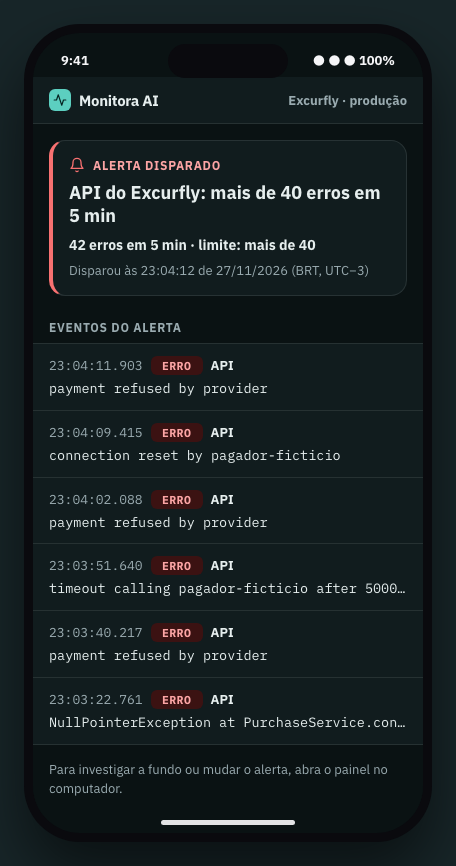 9:41
100%
Monitora AI
Excurfly · produção
ALERTA DISPARADO
API do Excurfly: mais de 40 erros em
5 min
42 erros em 5 min · limite: mais de 40
Disparou às 23:04:12 de 27/11/2026 (BRT, UTC−3)
EVENTOS DO ALERTA
23:04:11.903 ERRO API
payment refused by provider
23:04:09.415 ERRO API
connection reset by pagador-ficticio
23:04:02.088 ERRO API
payment refused by provider
23:03:51.640 ERRO API
timeout calling pagador-ficticio after 5000…
23:03:40.217 ERRO API
payment refused by provider
23:03:22.761 ERRO API
NullPointerException at PurchaseService.con…
Para investigar a fundo ou mudar o alerta, abra o painel no
computador.